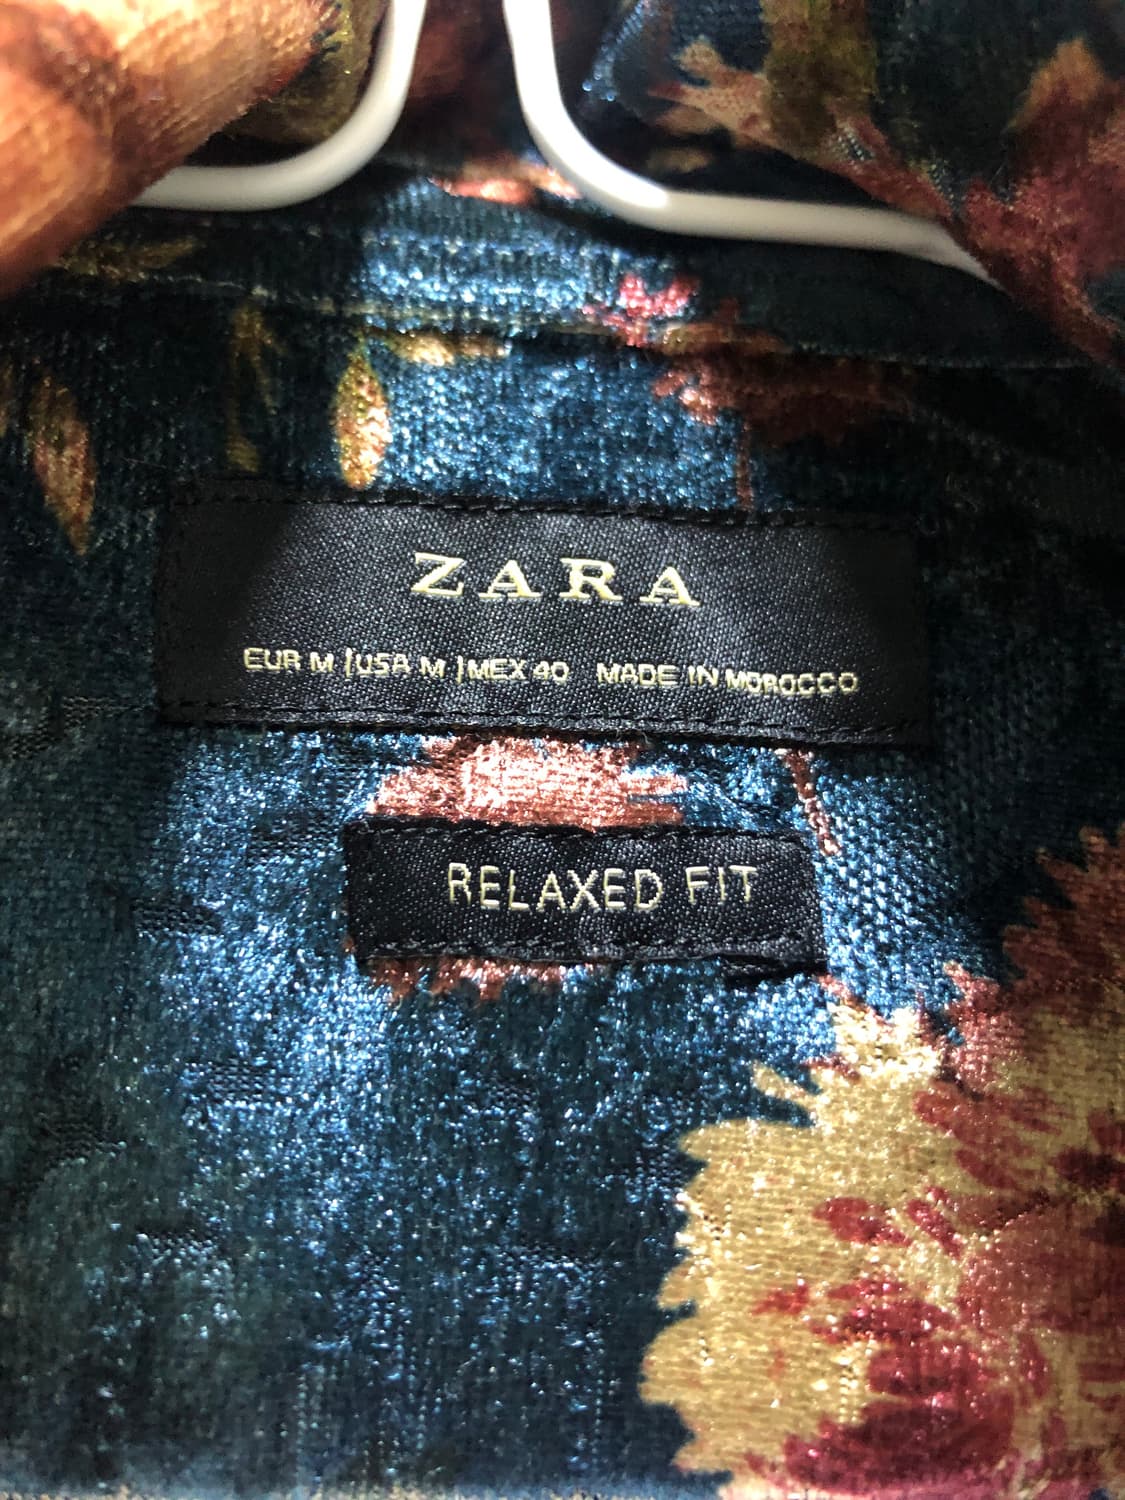 ZARA
EUR M | USA M | MEX 40 MADE IN MOROCCO
RELAXED FIT